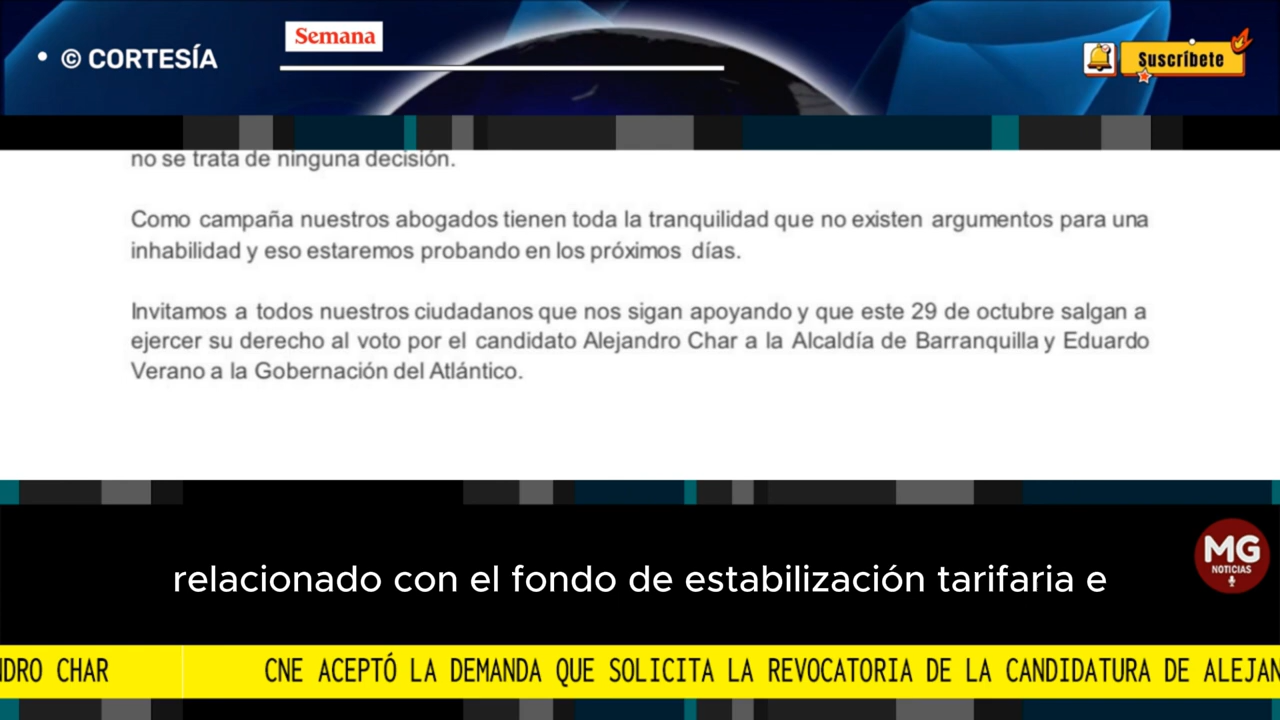 • © CORTESÍA
Semana
Suscríbete
no se trata de ninguna decisión.
Como campaña nuestros abogados tienen toda la tranquilidad que no existen argumentos para una
inhabilidad y eso estaremos probando en los próximos días.
Invitamos a todos nuestros ciudadanos que nos sigan apoyando y que este 29 de octubre salgan a
ejercer su derecho al voto por el candidato Alejandro Char a la Alcaldía de Barranquilla y Eduardo
Verano a la Gobernación del Atlántico.
relacionado con el fondo de estabilización tarifaria e
MG
NOTICIAS
NDRO CHAR CNE ACEPTÓ LA DEMANDA QUE SOLICITA LA REVOCATORIA DE LA CANDIDATURA DE ALEJAN